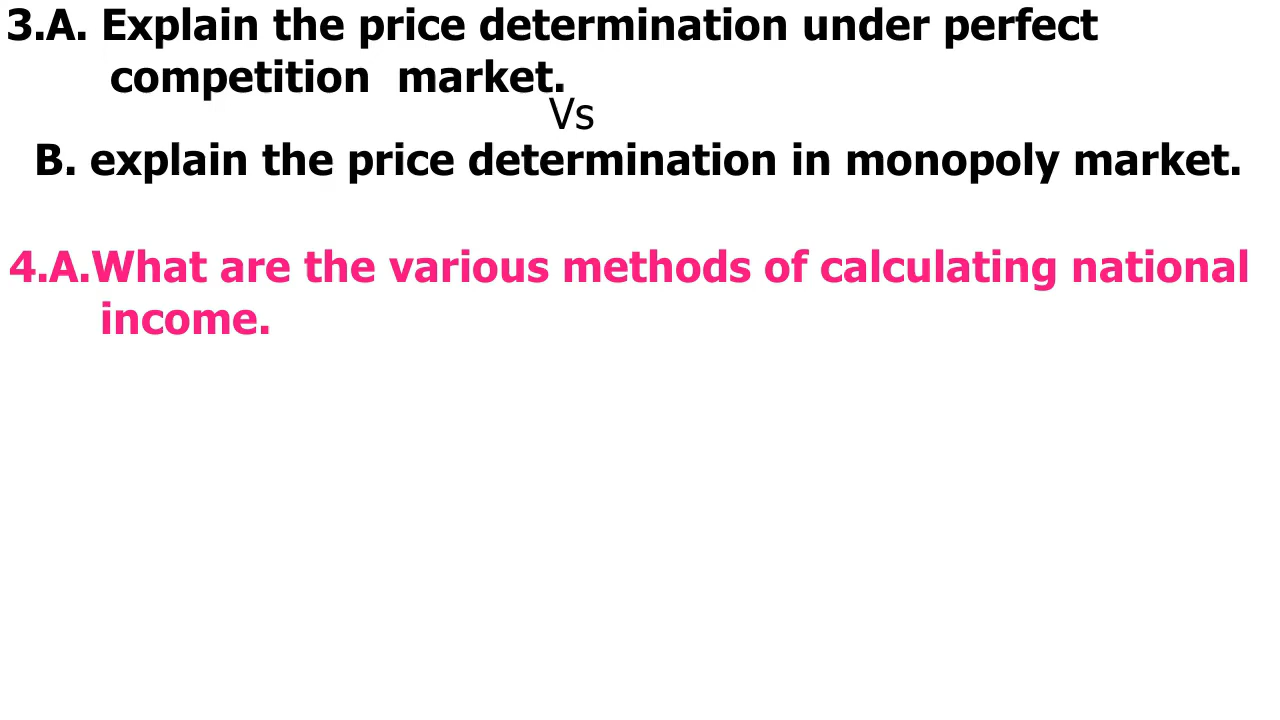 3.A. Explain the price determination under perfect
competition market.
Vs
B. explain the price determination in monopoly market.
4.A.What are the various methods of calculating national
income.